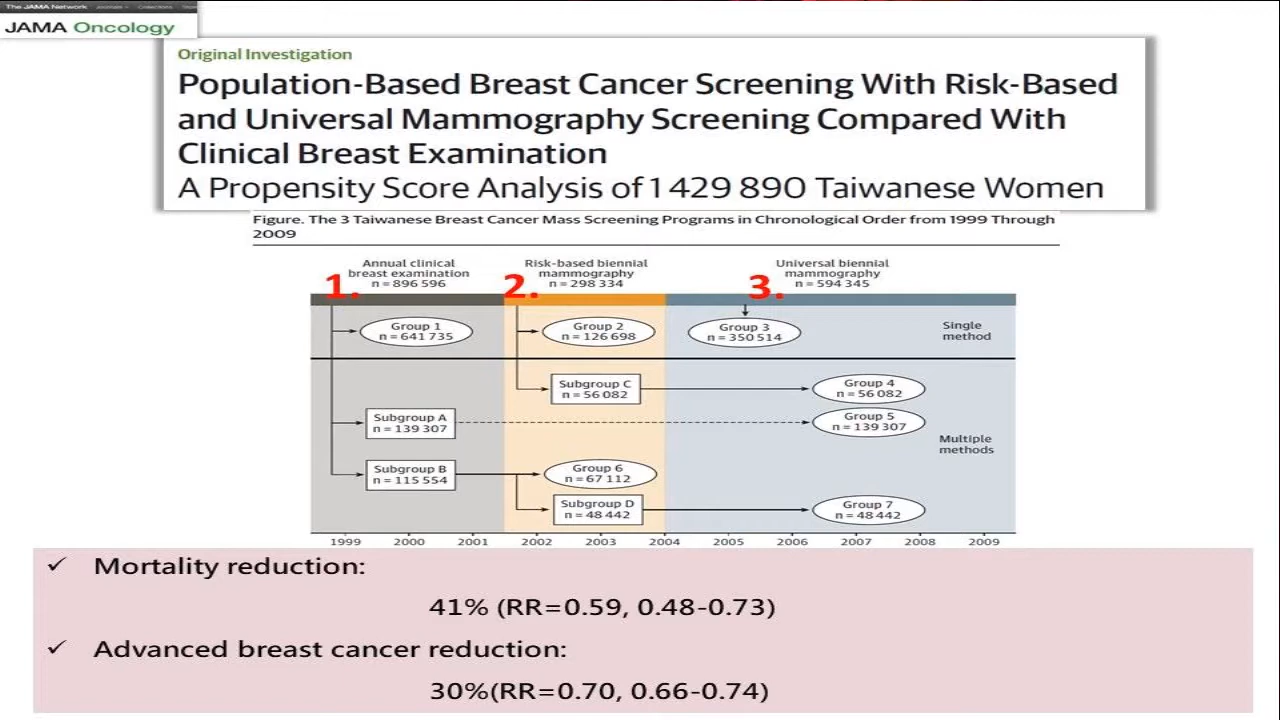 The JAMA Network
JAMA Oncology
Original Investigation
Population-Based Breast Cancer Screening With Risk-Based
and Universal Mammography Screening Compared With
Clinical Breast Examination
A Propensity Score Analysis of 1 429 890 Taiwanese Women
Figure. The 3 Taiwanese Breast Cancer Mass Screening Programs in Chronological Order from 1999 Through
2009
Annual clinical
breast examination
n = 896 596
1.
Risk-based biennial
mammography
n = 298 334
2.
Universal biennial
mammography
n = 594 345
3.
Group 1
n = 641 735
Group 2
n = 126 698
Group 3
n = 350 514
Single
method
Subgroup C
n = 56 082
Group 4
n = 56 082
Subgroup A
n = 139 307
Group 5
n = 139 307
Multiple
methods
Subgroup B
n = 115 554
Group 6
n = 67 112
Subgroup D
n = 48 442
Group 7
n = 48 442
1999 2000 2001 2002 2003 2004 2005 2006 2007 2008 2009
✓ Mortality reduction:
41% (RR=0.59, 0.48-0.73)
✓ Advanced breast cancer reduction:
30%(RR=0.70, 0.66-0.74)